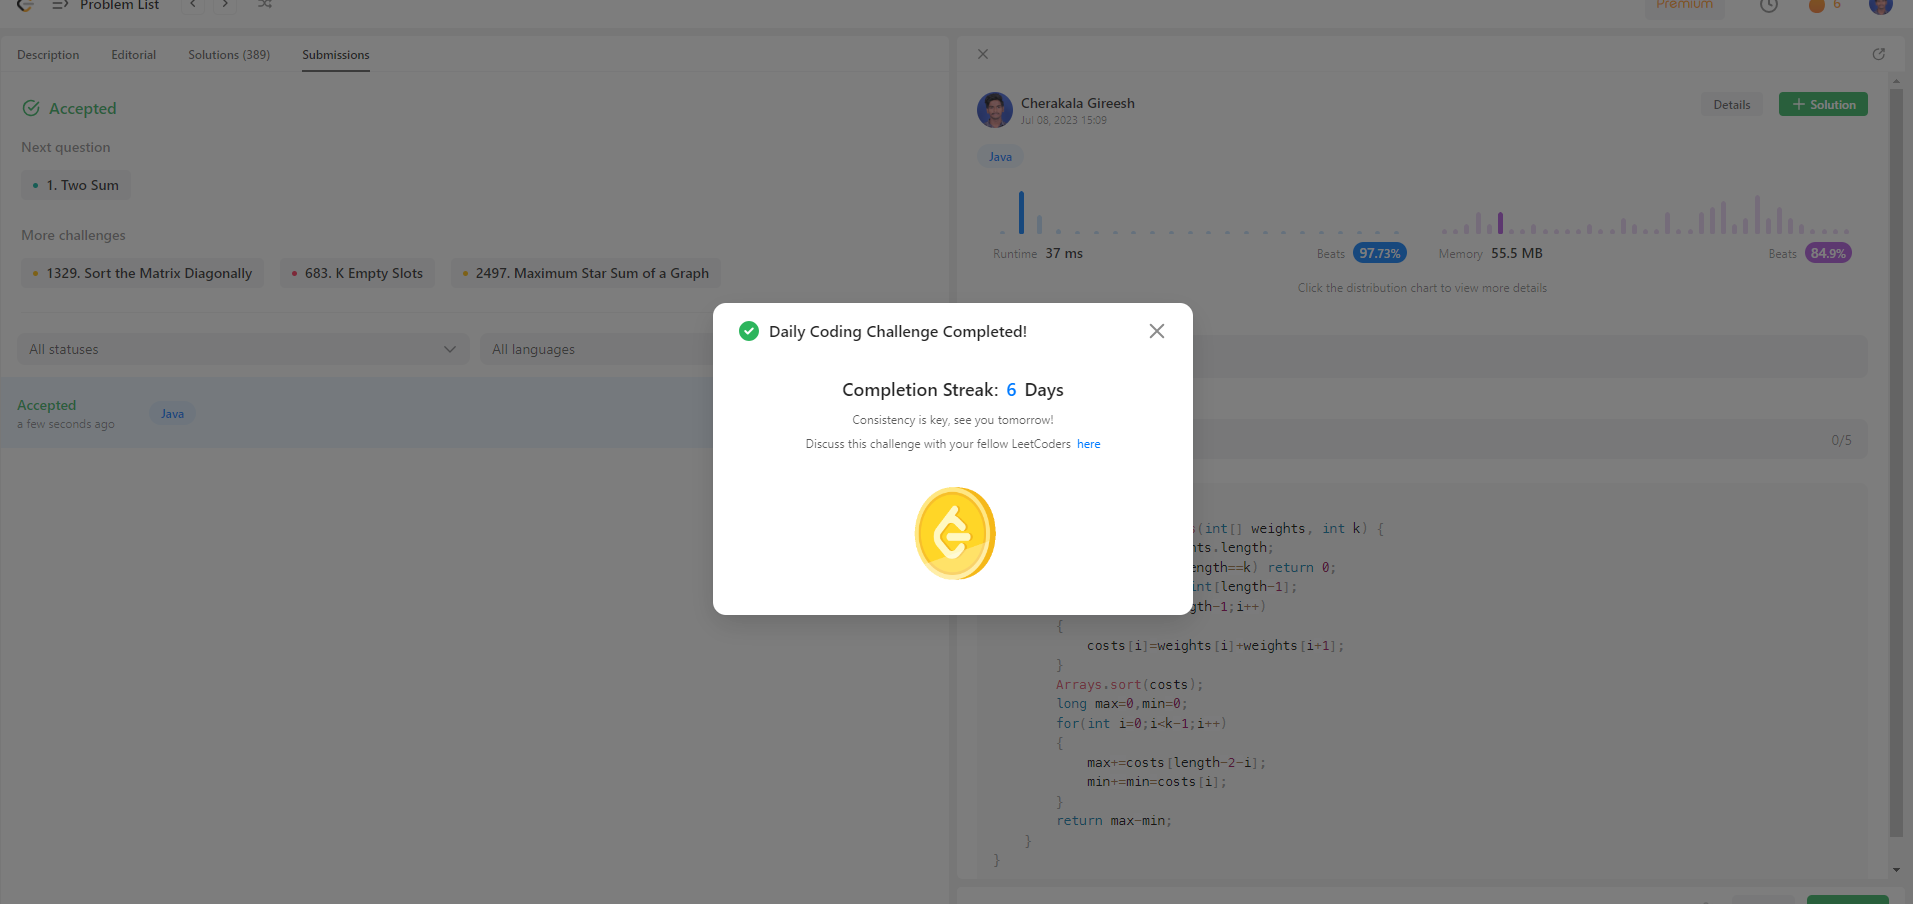 Problem List
Premium
6
Description Editorial Solutions (389) Submissions
Accepted
Next question
1. Two Sum
More challenges
1329. Sort the Matrix Diagonally 683. K Empty Slots 2497. Maximum Star Sum of a Graph
All statuses All languages
Accepted
a few seconds ago
Java
Cherakala Gireesh
Jul 08, 2023 15:09
Details
+ Solution
Java
Runtime 37 ms Beats 97.73%
Memory 55.5 MB Beats 84.9%
Click the distribution chart to view more details
Daily Coding Challenge Completed!
Completion Streak: 6 Days
Consistency is key, see you tomorrow!
Discuss this challenge with your fellow LeetCoders here
0/5
(int[] weights, int k) {
.length;
==k) return 0;
[length-1];
-1;i++)
{
costs[i]=weights[i]+weights[i+1];
}
Arrays.sort(costs);
long max=0,min=0;
for(int i=0;i<k-1;i++)
{
max+=costs[length-2-i];
min+=min=costs[i];
}
return max-min;
}
}